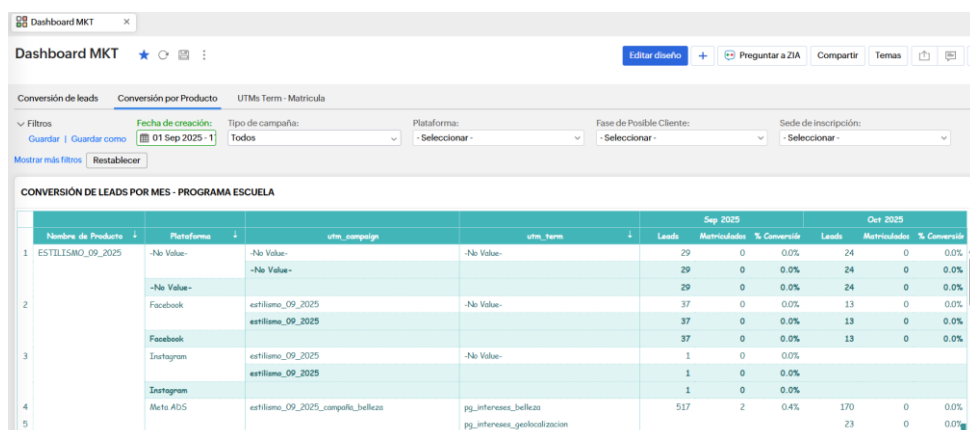 Dashboard MKT ×
Dashboard MKT
Editar diseño + Preguntar a ZIA Compartir Temas
Conversión de leads Conversión por Producto UTMs Term - Matricula
Filtros Fecha de creación: Tipo de campaña: Plataforma: Fase de Posible Cliente: Sede de inscripción:
Guardar | Guardar como 01 Sep 2025 - 1 Todos - Seleccionar - - Seleccionar - - Seleccionar -
Mostrar más filtros Restablecer
CONVERSIÓN DE LEADS POR MES - PROGRAMA ESCUELA
Sep 2025 Oct 2025
Nombre de Producto Plataforma utm_campaign utm_term Leads Matriculados % Conversión Leads Matriculados % Conversión
1 ESTILISMO_09_2025 -No Value- -No Value- -No Value- 29 0 0.0% 24 0 0.0%
-No Value- 29 0 0.0% 24 0 0.0%
-No Value- 29 0 0.0% 24 0 0.0%
2 Facebook estilismo_09_2025 -No Value- 37 0 0.0% 13 0 0.0%
estilismo_09_2025 37 0 0.0% 13 0 0.0%
Facebook 37 0 0.0% 13 0 0.0%
3 Instagram estilismo_09_2025 -No Value- 1 0 0.0%
estilismo_09_2025 1 0 0.0%
Instagram 1 0 0.0%
4 Meta ADS estilismo_09_2025_campaña_belleza pg_intereses_belleza 517 2 0.4% 170 0 0.0%
5 pg_intereses_geolocalizacion 23 0 0.0%